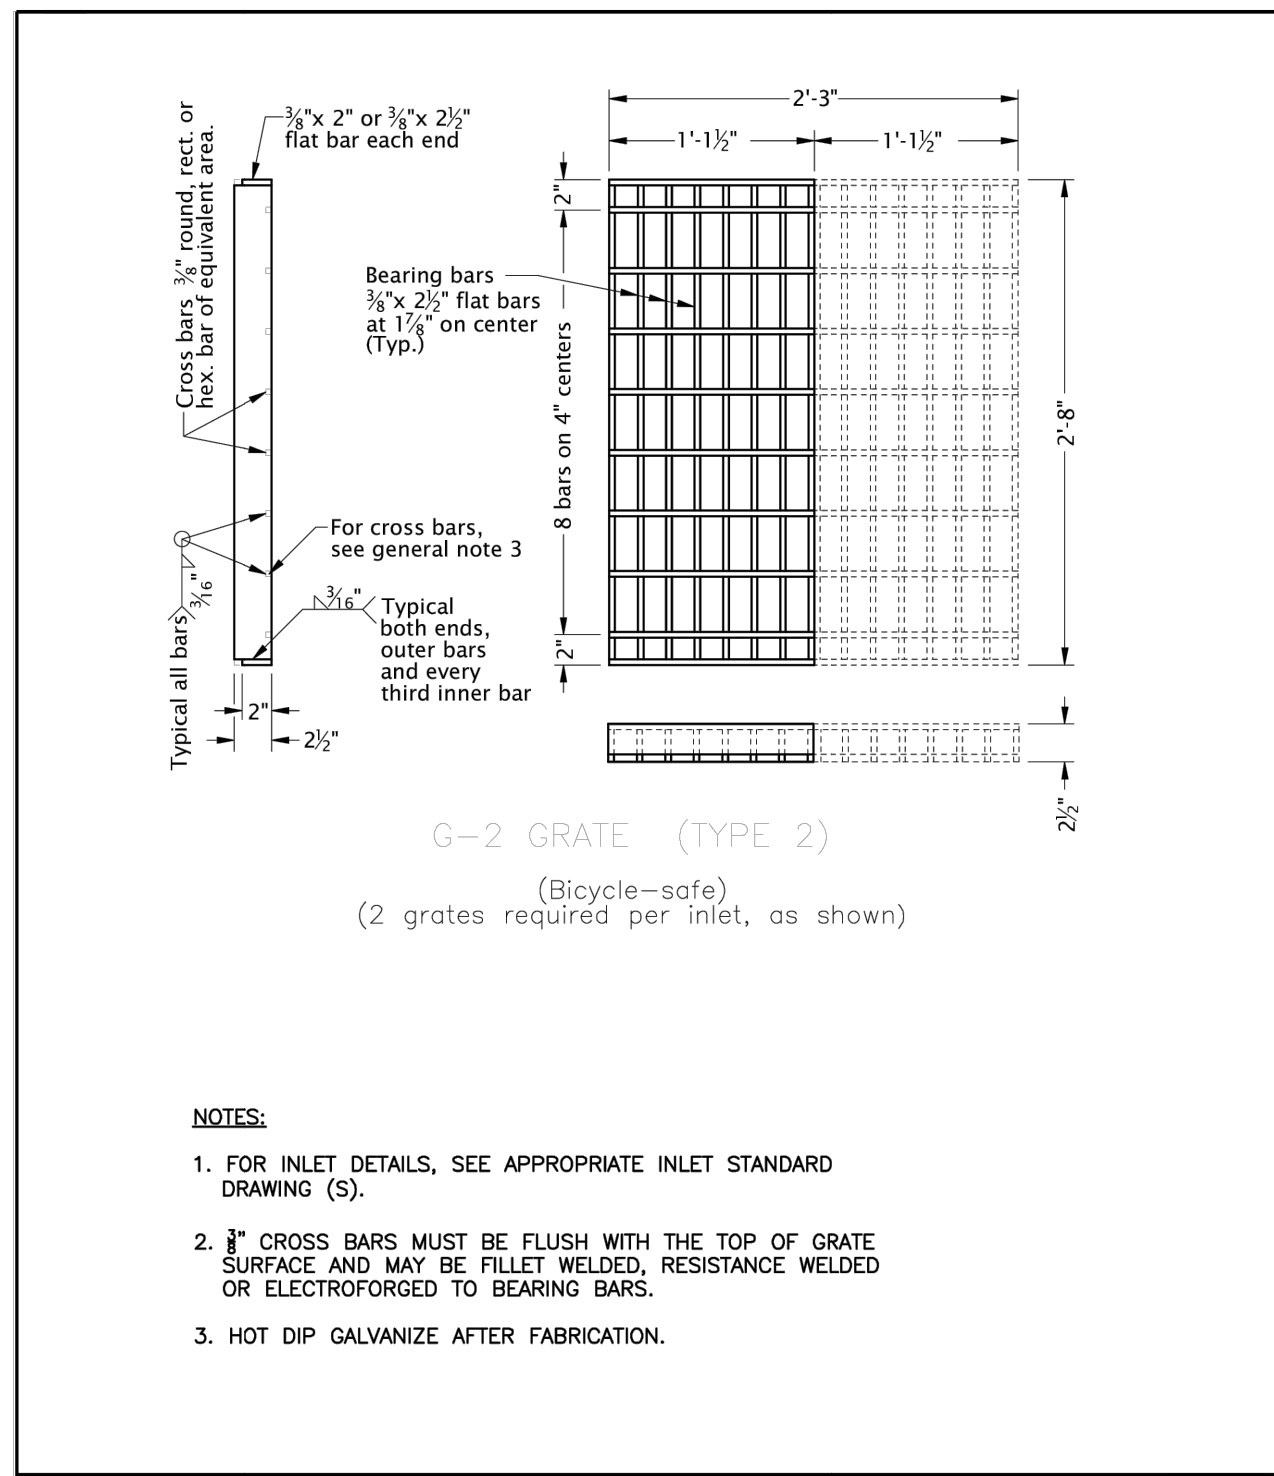 Cross bars ⅜" round, rect. or
hex. bar of equivalent area.
⅜"x 2" or ⅜"x 2½"
flat bar each end
2'-3"
1'-1½"
1'-1½"
2"
Bearing bars
⅜"x 2½" flat bars
at 1⅞" on center
(Typ.)
8 bars on 4" centers
2'-8"
For cross bars,
see general note 3
3/16"
Typical all bars
3/16"
Typical
both ends,
outer bars
and every
third inner bar
2"
2"
2½"
2½"
G-2 GRATE (TYPE 2)
(Bicycle-safe)
(2 grates required per inlet, as shown)
NOTES:
1. FOR INLET DETAILS, SEE APPROPRIATE INLET STANDARD
DRAWING (S).
2. ⅜" CROSS BARS MUST BE FLUSH WITH THE TOP OF GRATE
SURFACE AND MAY BE FILLET WELDED, RESISTANCE WELDED
OR ELECTROFORGED TO BEARING BARS.
3. HOT DIP GALVANIZE AFTER FABRICATION.